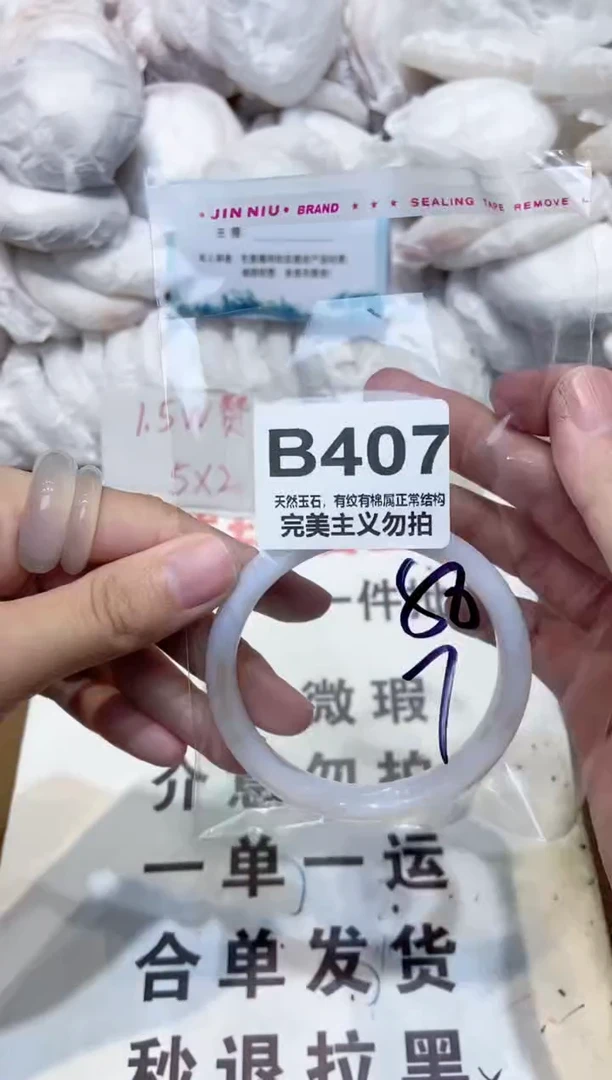 • JIN NIU • BRAND * * * SEALING TAPE REMOVE
1.5W赞
5X2
B407
天然玉石，有纹有棉属正常结构
完美主义勿拍
一件
微瑕
7
介意勿拍
一单一运
合单发货
秒退拉黑